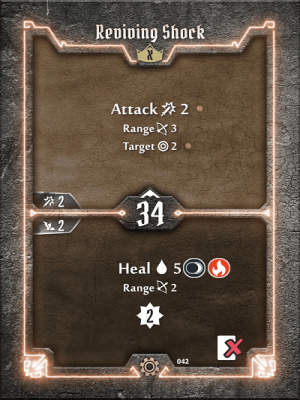 Reviving Shock
X
Attack 2
Range 3
Target 2
2
34
2
Heal 5
Range 2
2
042